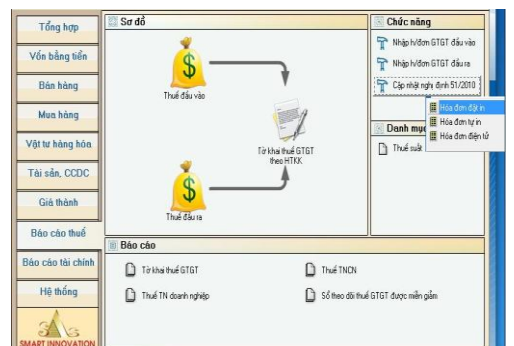 Tổng hợp
Vốn bằng tiền
Bán hàng
Mua hàng
Vật tư hàng hóa
Tài sản, CCDC
Giá thành
Báo cáo thuế
Báo cáo tài chính
Hệ thống
SMART INNOVATION
Sơ đồ
Thuế đầu vào
Tờ khai thuế GTGT
theo HTKK
Thuế đầu ra
Chức năng
Nhập h/đơn GTGT đầu vào
Nhập h/đơn GTGT đầu ra
Cập nhật nghị định 51/2010
Hóa đơn đặt in
Hóa đơn tự in
Hóa đơn điện tử
Danh mục
Thuế suất
Báo cáo
Tờ khai thuế GTGT
Thuế TNCN
Thuế TN doanh nghiệp
Sổ theo dõi thuế GTGT được miễn giảm